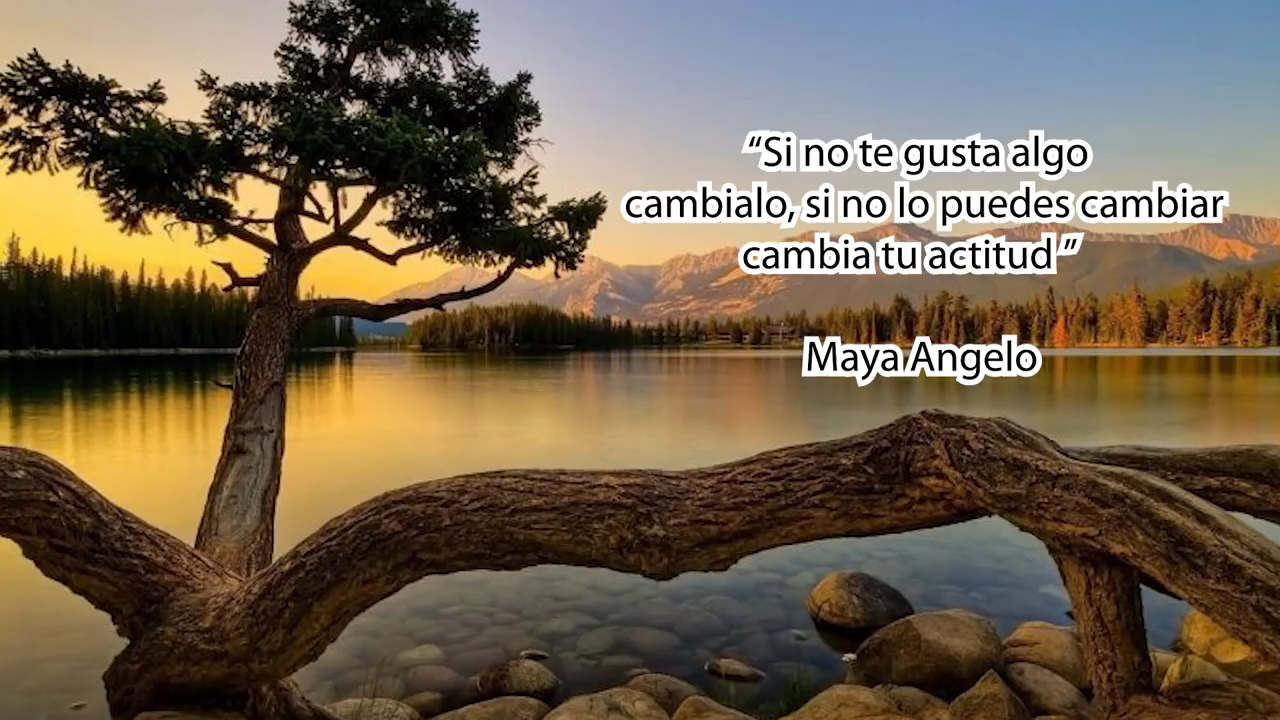 “Si no te gusta algo
cambialo, si no lo puedes cambiar
cambia tu actitud ”
Maya Angelo